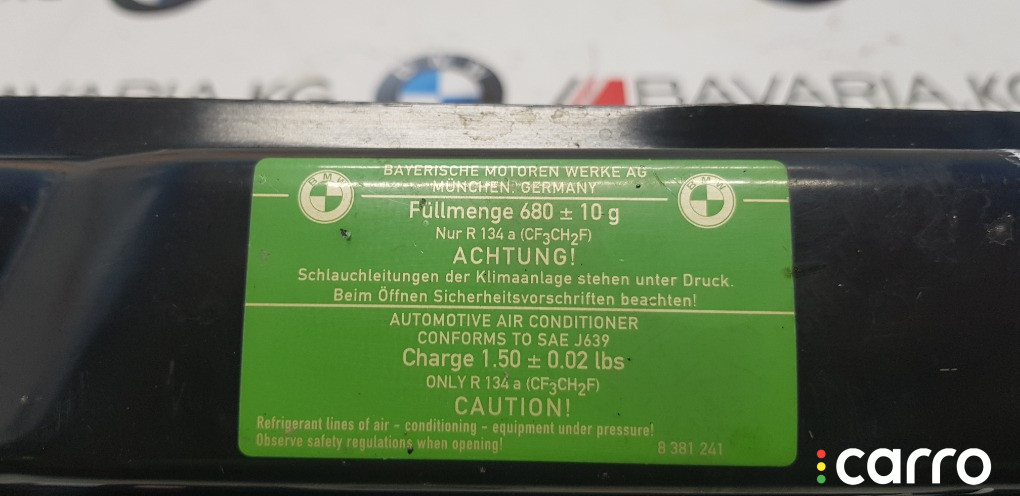 BAVARIA KG
BAYERISCHE MOTOREN WERKE AG
MÜNCHEN, GERMANY
BMW
BMW
Füllmenge 680 ± 10 g
Nur R 134 a (CF3CH2F)
ACHTUNG!
Schlauchleitungen der Klimaanlage stehen unter Druck.
Beim Öffnen Sicherheitsvorschriften beachten!
AUTOMOTIVE AIR CONDITIONER
CONFORMS TO SAE J639
Charge 1.50 ± 0.02 lbs
ONLY R 134 a (CF3CH2F)
CAUTION!
Refrigerant lines of air - conditioning - equipment under pressure!
Observe safety regulations when opening!
8 381 241
carro